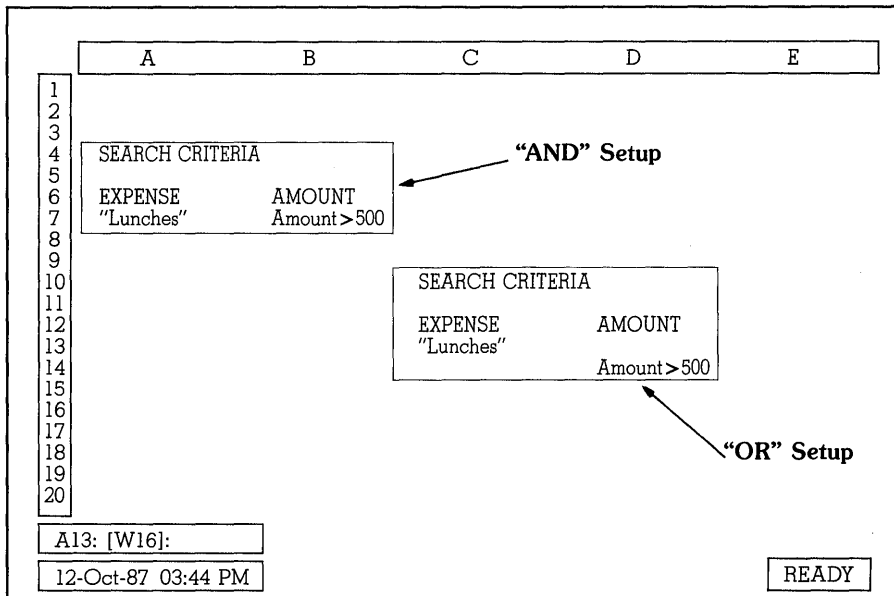 A B C D E
1
2
3
4 SEARCH CRITERIA “AND” Setup
5
6 EXPENSE AMOUNT
7 "Lunches" Amount>500
8
9
10 SEARCH CRITERIA
11
12 EXPENSE AMOUNT
13 "Lunches"
14 Amount>500
15
16
17
18 “OR” Setup
19
20
A13: [W16]:
12-Oct-87 03:44 PM READY